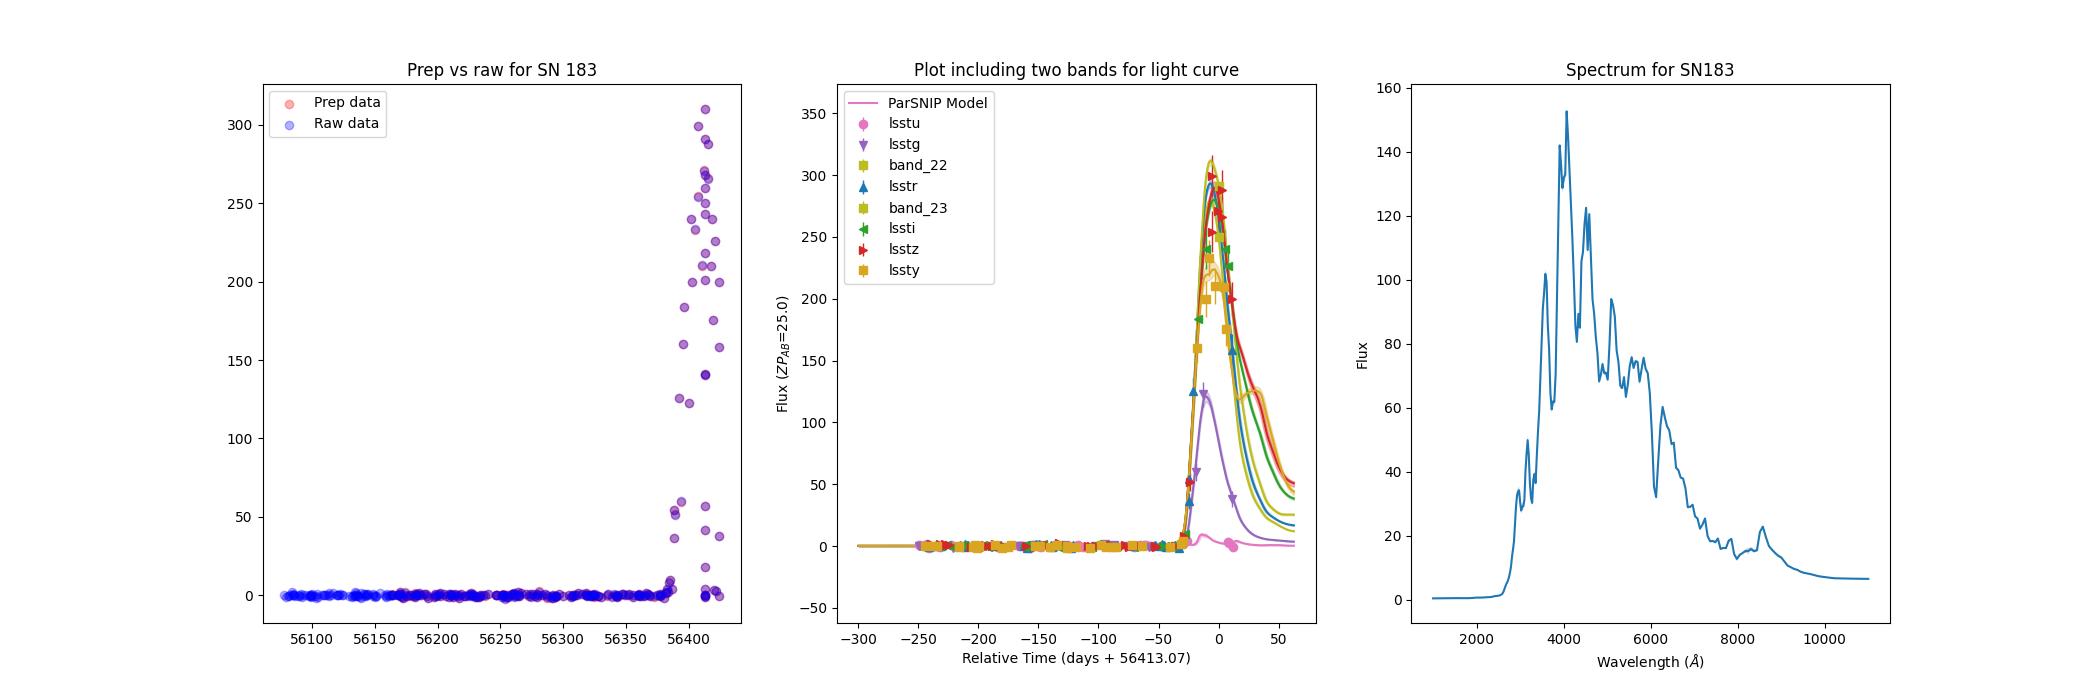 Prep vs raw for SN 183
Prep data
Raw data
300
250
200
150
100
50
0
56100 56150 56200 56250 56300 56350 56400
Plot including two bands for light curve
ParSNIP Model
lsstu
lsstg
band_22
lsstr
band_23
lssti
lsstz
lssty
Flux (ZP_AB=25.0)
350
300
250
200
150
100
50
0
−50
−300 −250 −200 −150 −100 −50 0 50
Relative Time (days + 56413.07)
Spectrum for SN183
Flux
160
140
120
100
80
60
40
20
0
2000 4000 6000 8000 10000
Wavelength (Å)